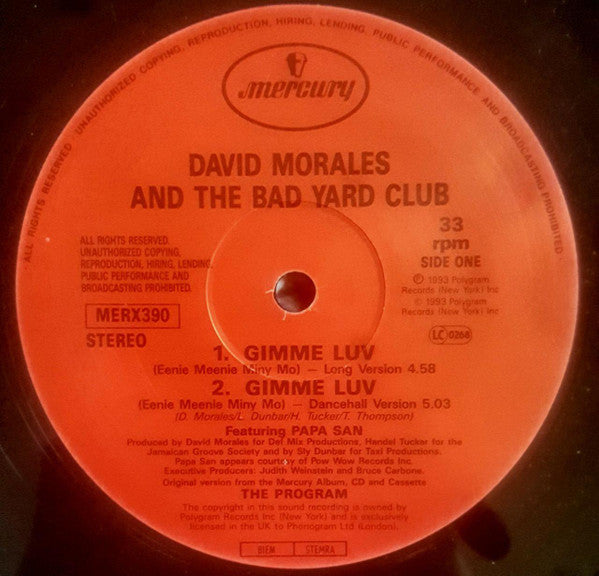 ALL RIGHTS RESERVED. UNAUTHORIZED COPYING, REPRODUCTION, HIRING, LENDING, PUBLIC PERFORMANCE AND BROADCASTING PROHIBITED.
mercury
DAVID MORALES
AND THE BAD YARD CLUB
33
rpm
SIDE ONE
ALL RIGHTS RESERVED.
UNAUTHORIZED COPYING,
REPRODUCTION, HIRING, LENDING,
PUBLIC PERFORMANCE AND
BROADCASTING PROHIBITED.
℗ 1993 Polygram
Records (New York) Inc
© 1993 Polygram
Records (New York) Inc
MERX390
STEREO
LC 0268
1. GIMME LUV
(Eenie Meenie Miny Mo) — Long Version 4.58
2. GIMME LUV
(Eenie Meenie Miny Mo) — Dancehall Version 5.03
(D. Morales/L. Dunbar/H. Tucker/T. Thompson)
Featuring PAPA SAN
Produced by David Morales for Def Mix Productions, Handel Tucker for the
Jamaican Groove Society and by Sly Dunbar for Taxi Productions.
Papa San appears courtesy of Pow Wow Records Inc.
Executive Producers: Judith Weinstein and Bruce Carbone.
Original version from the Mercury Album, CD and Cassette
THE PROGRAM
The copyright in this sound recording is owned by
Polygram Records Inc (New York) and is exclusively
licensed in the UK to Phonogram Ltd (London).
BIEM STEMRA